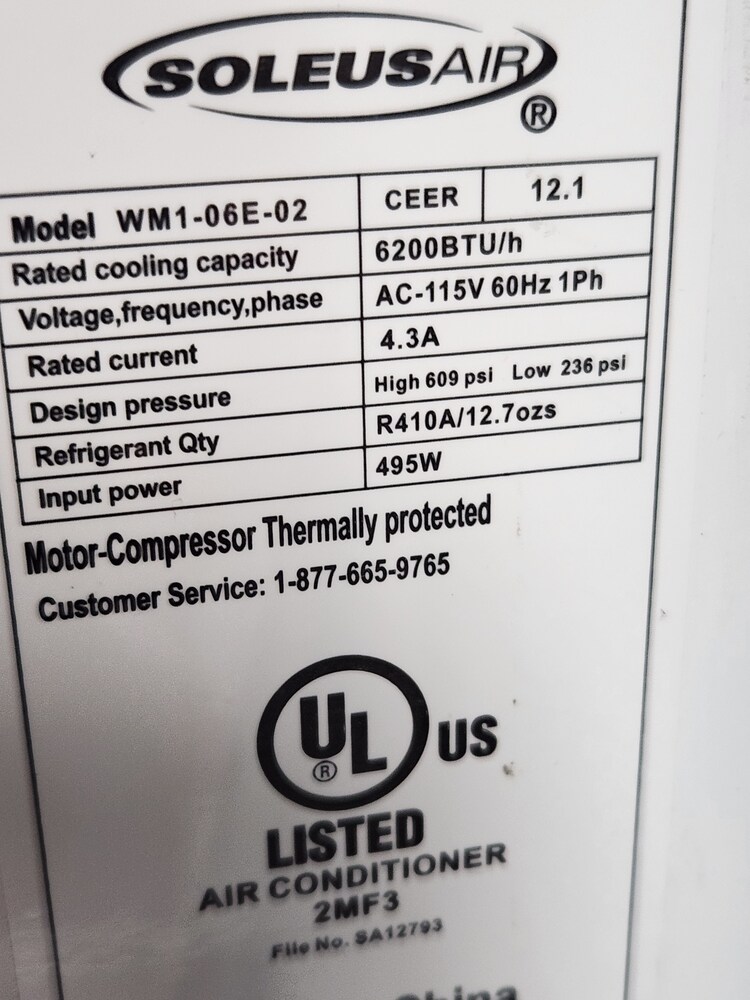 SOLEUSAIR
®
Model WM1-06E-02 CEER 12.1
Rated cooling capacity 6200BTU/h
Voltage,frequency,phase AC-115V 60Hz 1Ph
Rated current 4.3A
Design pressure High 609 psi Low 236 psi
Refrigerant Qty R410A/12.7ozs
Input power 495W
Motor-Compressor Thermally protected
Customer Service: 1-877-665-9765
UL® US
LISTED
AIR CONDITIONER
2MF3
File No. SA12793
China